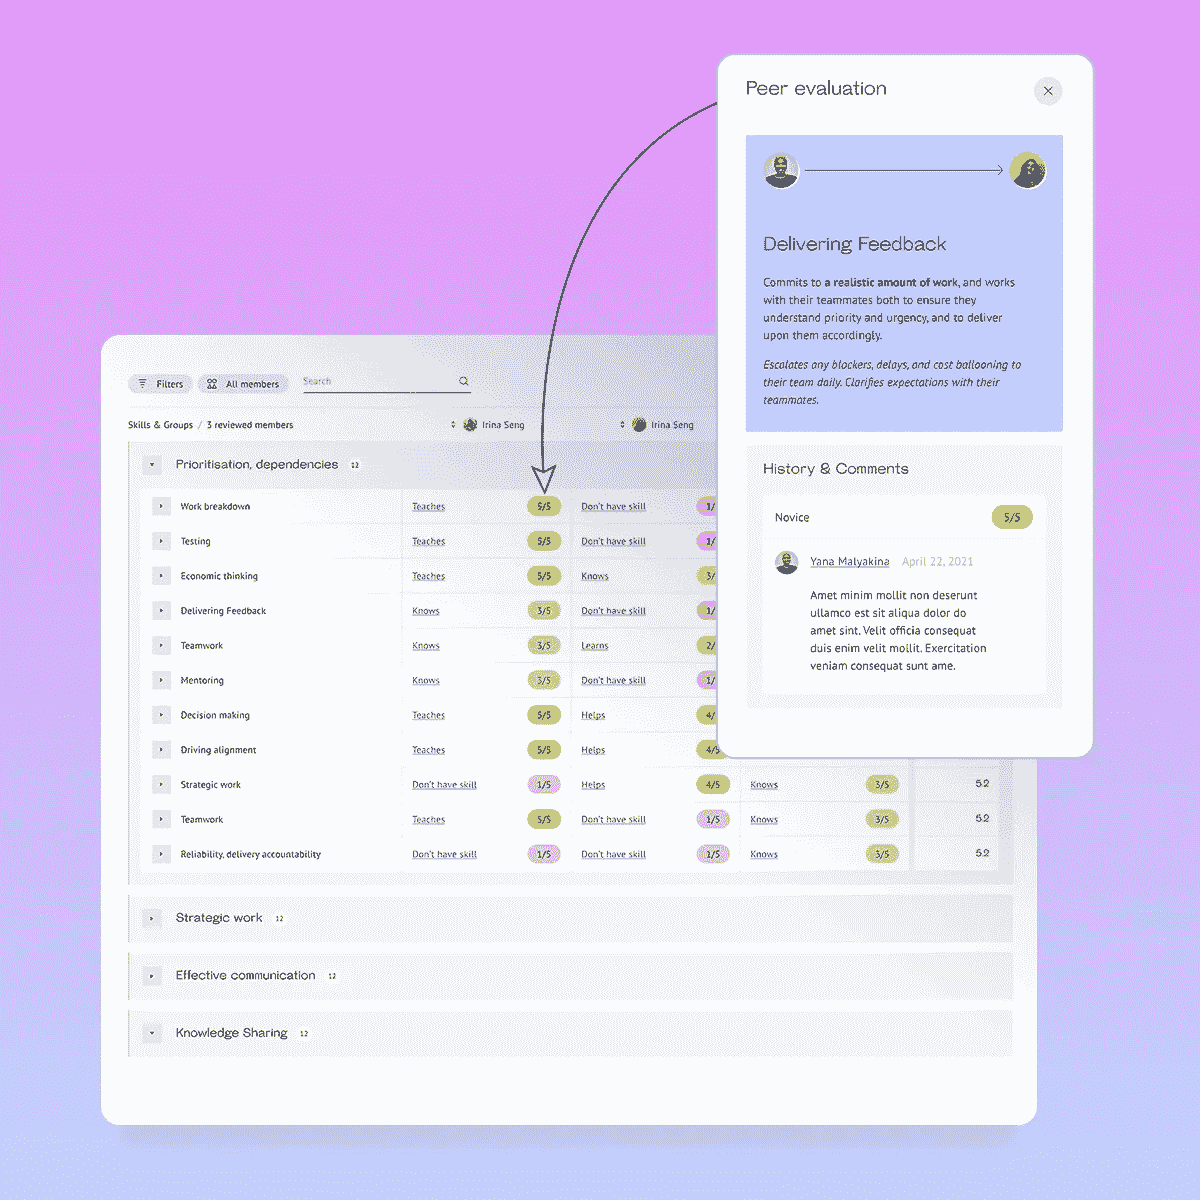 Peer evaluation
Delivering Feedback
Commits to a realistic amount of work, and works
with their teammates both to ensure they
understand priority and urgency, and to deliver
upon them accordingly.
Escalates any blockers, delays, and cost ballooning to
their team daily. Clarifies expectations with their
teammates.
History & Comments
Novice 5/5
Yana Malyakina April 22, 2021
Amet minim mollit non deserunt
ullamco est sit aliqua dolor do
amet sint. Velit officia consequat
duis enim velit mollit. Exercitation
veniam consequat sunt ame.
Filters All members Search
Skills & Groups / 3 reviewed members Irina Seng Irina Seng
Prioritisation, dependencies 12
Work breakdown Teaches 5/5 Don't have skill 1/
Testing Teaches 5/5 Don't have skill 1/
Economic thinking Teaches 5/5 Knows 3/
Delivering Feedback Knows 3/5 Don't have skill 1/
Teamwork Knows 3/5 Learns 2/
Mentoring Knows 3/5 Don't have skill 1/
Decision making Teaches 5/5 Helps 4/
Driving alignment Teaches 5/5 Helps 4/5
Strategic work Don't have skill 1/5 Helps 4/5 Knows 3/5 5.2
Teamwork Teaches 5/5 Don't have skill 1/5 Knows 3/5 5.2
Reliability, delivery accountability Don't have skill 1/5 Don't have skill 1/5 Knows 3/5 5.2
Strategic work 12
Effective communication 12
Knowledge Sharing 12